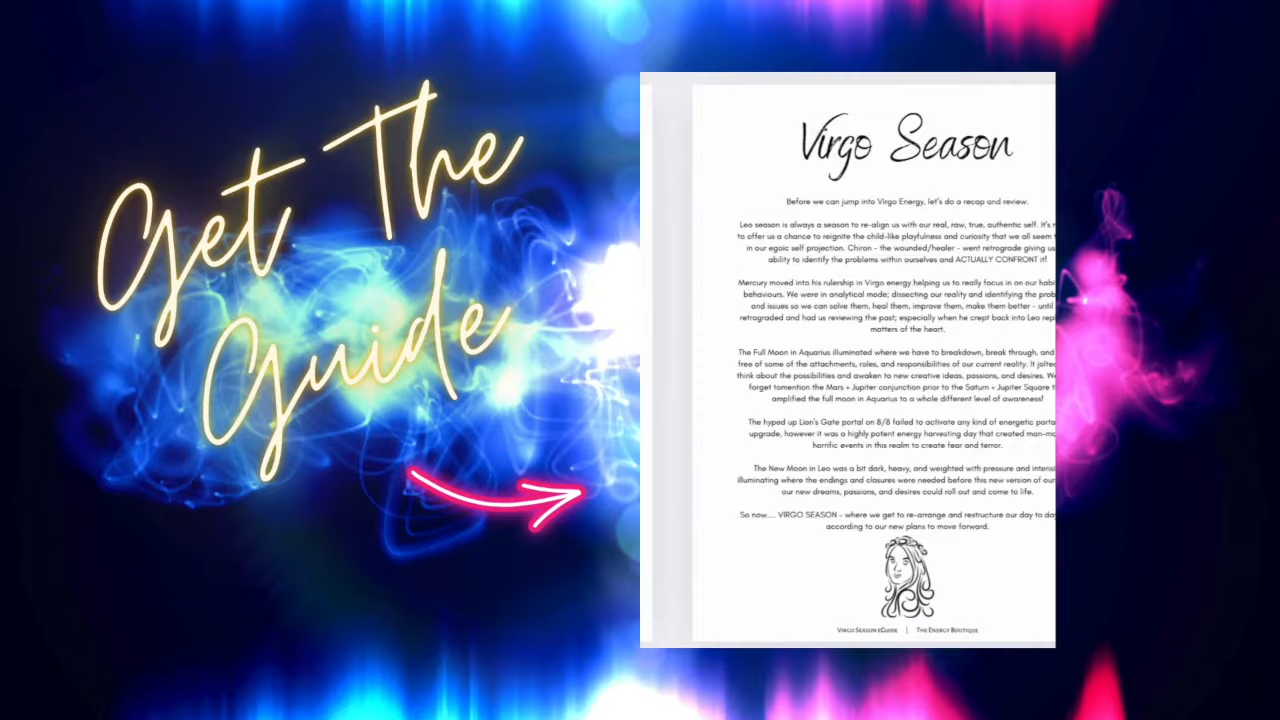 Get The
Guide
Virgo Season
Before we can jump into Virgo Energy, let's do a recap and review.
Leo season is always a season to re-align us with our real, raw, true, authentic self. It's
to offer us a chance to reignite the child-like playfulness and curiosity that we all seem
in our egoic self projection. Chiron - the wounded/healer - went retrograde giving us
ability to identify the problems within ourselves and ACTUALLY CONFRONT it!
Mercury moved into his rulership in Virgo energy helping us to really focus in on our
behaviours. We were in analytical mode; dissecting our reality and identifying the
and issues so we can solve them, heal them, improve them, make them better - until
retrograded and had us reviewing the past; especially when he crept back into Leo
matters of the heart.
The Full Moon in Aquarius illuminated where we have to breakdown, break through, and
free of some of the attachments, roles, and responsibilities of our current reality. It
think about the possibilities and awaken to new creative ideas, passions, and desires.
forget tomention the Mars + Jupiter conjunction prior to the Saturn + Jupiter Square
amplified the full moon in Aquarius to a whole different level of awareness!
The hyped up Lion's Gate portal on 8/8 failed to activate any kind of energetic
upgrade, however it was a highly potent energy harvesting day that created
horrific events in this realm to create fear and terror.
The New Moon in Leo was a bit dark, heavy, and weighted with pressure and
illuminating where the endings and closures were needed before this new version of
our new dreams, passions, and desires could roll out and come to life.
So now.... VIRGO SEASON - where we get to re-arrange and restructure our day to
according to our new plans to move forward.
Virgo Season eGuide | The Energy Boutique